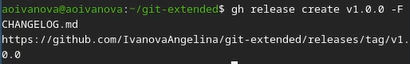 aoivanova@aoivanova:~/git-extended$ gh release create v1.0.0 -F
CHANGELOG.md
https://github.com/IvanovaAngelina/git-extended/releases/tag/v1.
0.0